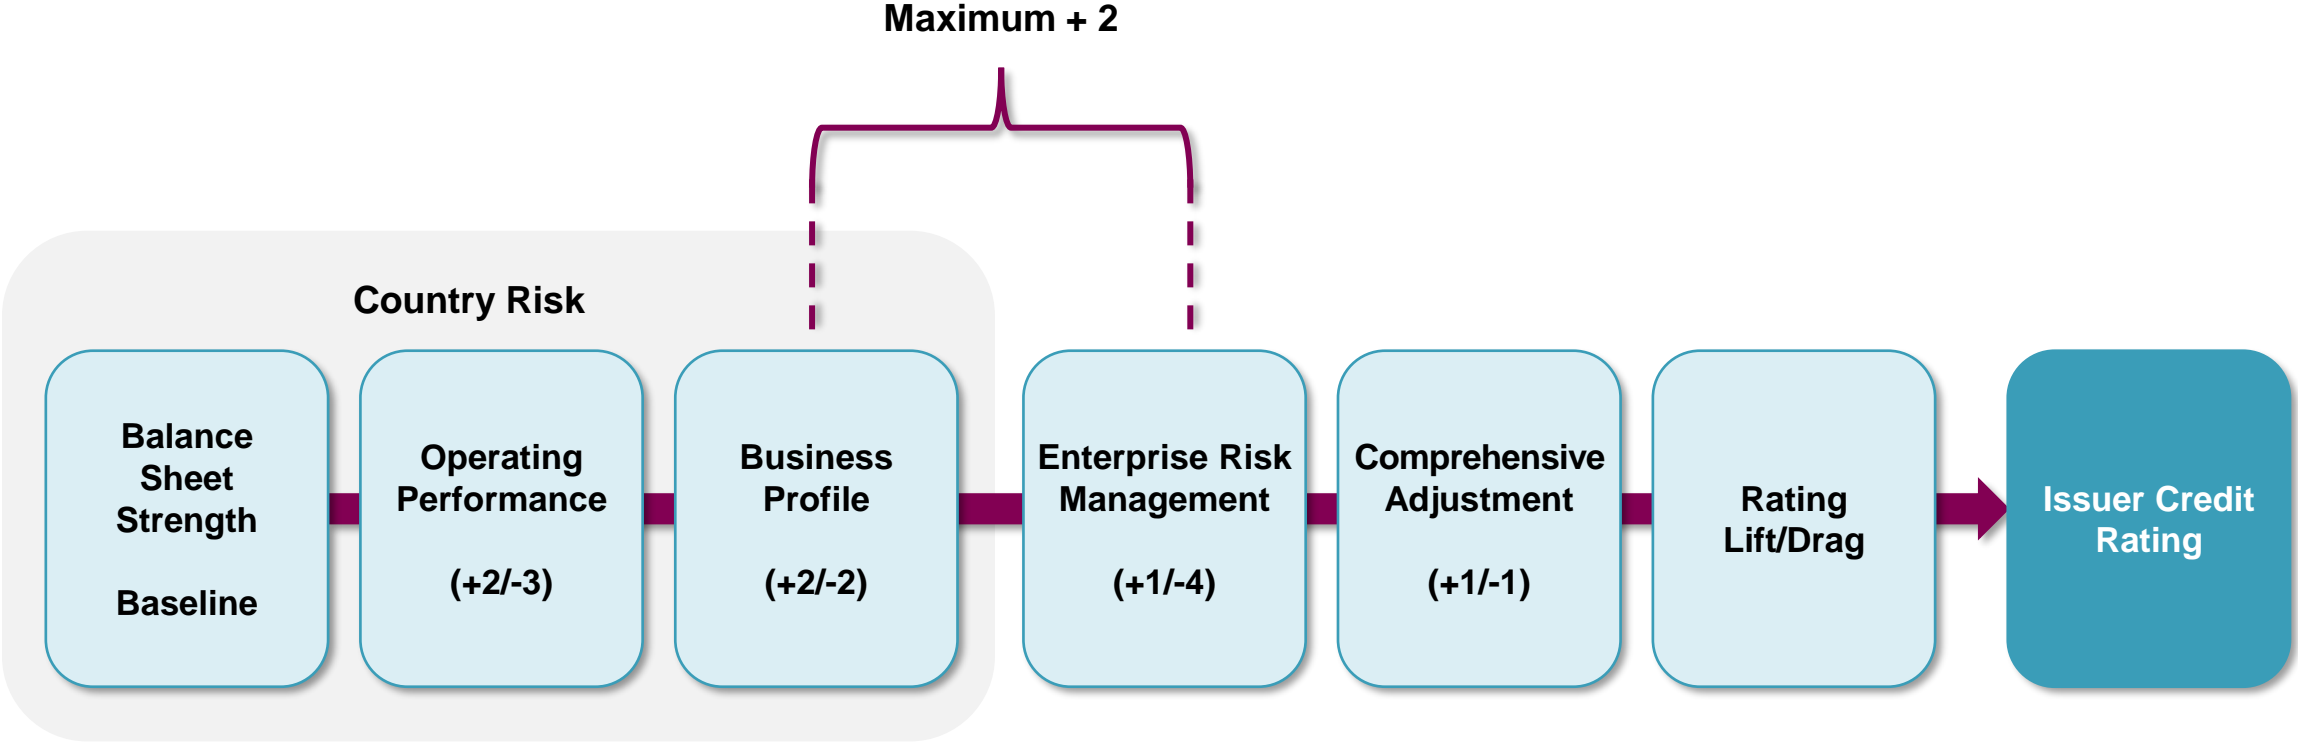 Maximum + 2
Country Risk
Balance
Sheet
Strength
Baseline
Operating
Performance
(+2/-3)
Business
Profile
(+2/-2)
Enterprise Risk
Management
(+1/-4)
Comprehensive
Adjustment
(+1/-1)
Rating
Lift/Drag
Issuer Credit
Rating